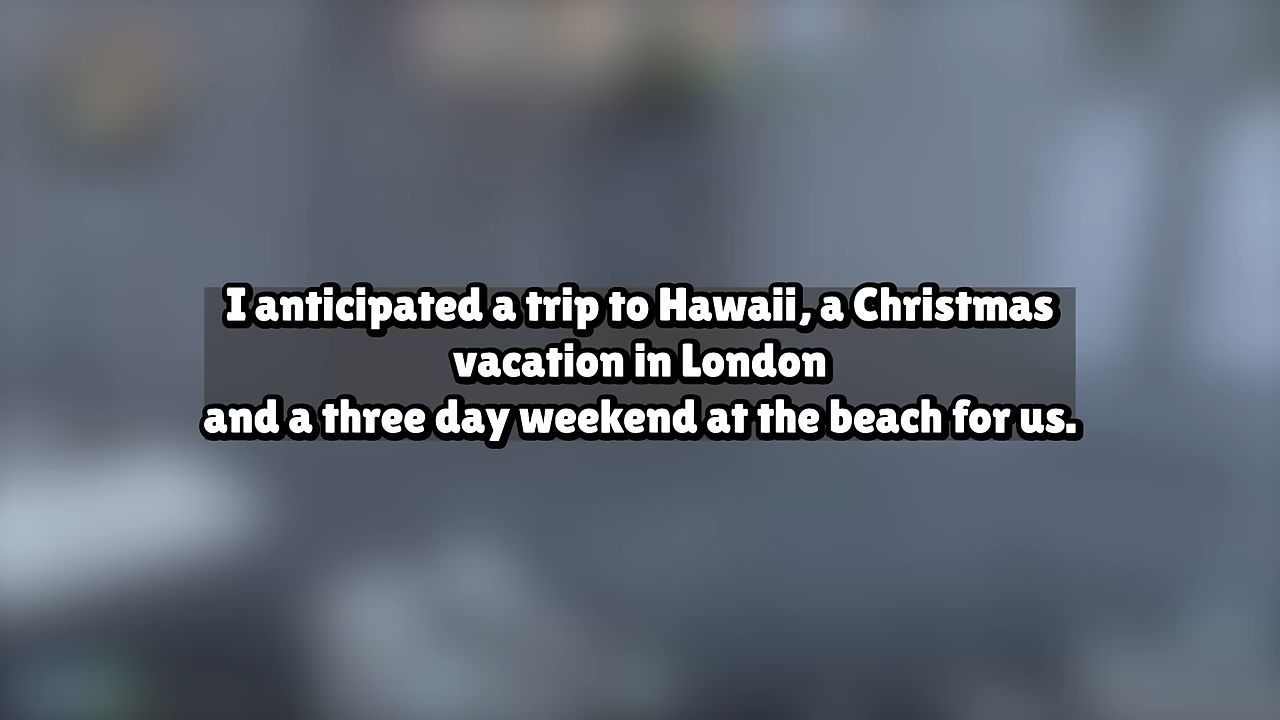 I anticipated a trip to Hawaii, a Christmas
vacation in London
and a three day weekend at the beach for us.